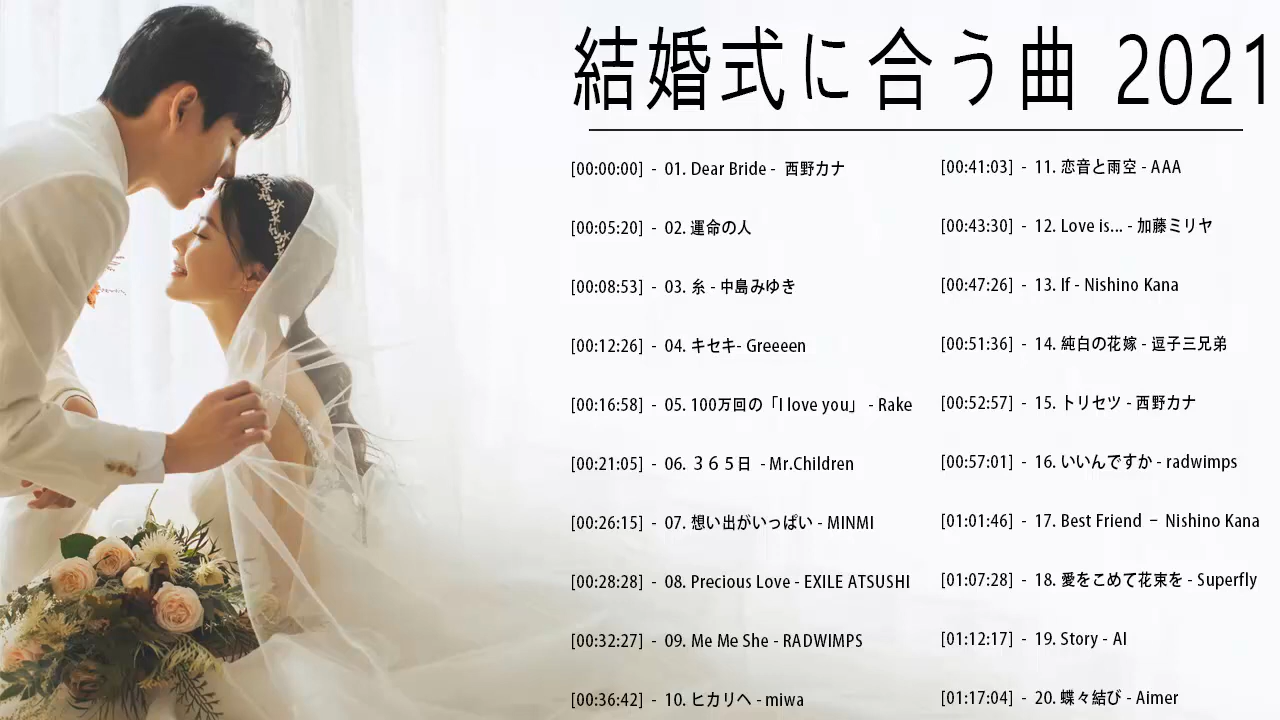 結婚式に合う曲 2021
[00:00:00] - 01. Dear Bride - 西野カナ
[00:05:20] - 02. 運命の人
[00:08:53] - 03. 糸 - 中島みゆき
[00:12:26] - 04. キセキ- Greeeen
[00:16:58] - 05. 100万回の「I love you」 - Rake
[00:21:05] - 06. ３６５日 - Mr.Children
[00:26:15] - 07. 想い出がいっぱい - MINMI
[00:28:28] - 08. Precious Love - EXILE ATSUSHI
[00:32:27] - 09. Me Me She - RADWIMPS
[00:36:42] - 10. ヒカリへ - miwa
[00:41:03] - 11. 恋音と雨空 - AAA
[00:43:30] - 12. Love is... - 加藤ミリヤ
[00:47:26] - 13. If - Nishino Kana
[00:51:36] - 14. 純白の花嫁 - 逗子三兄弟
[00:52:57] - 15. トリセツ - 西野カナ
[00:57:01] - 16. いいんですか - radwimps
[01:01:46] - 17. Best Friend － Nishino Kana
[01:07:28] - 18. 愛をこめて花束を - Superfly
[01:12:17] - 19. Story - AI
[01:17:04] - 20. 蝶々結び - Aimer